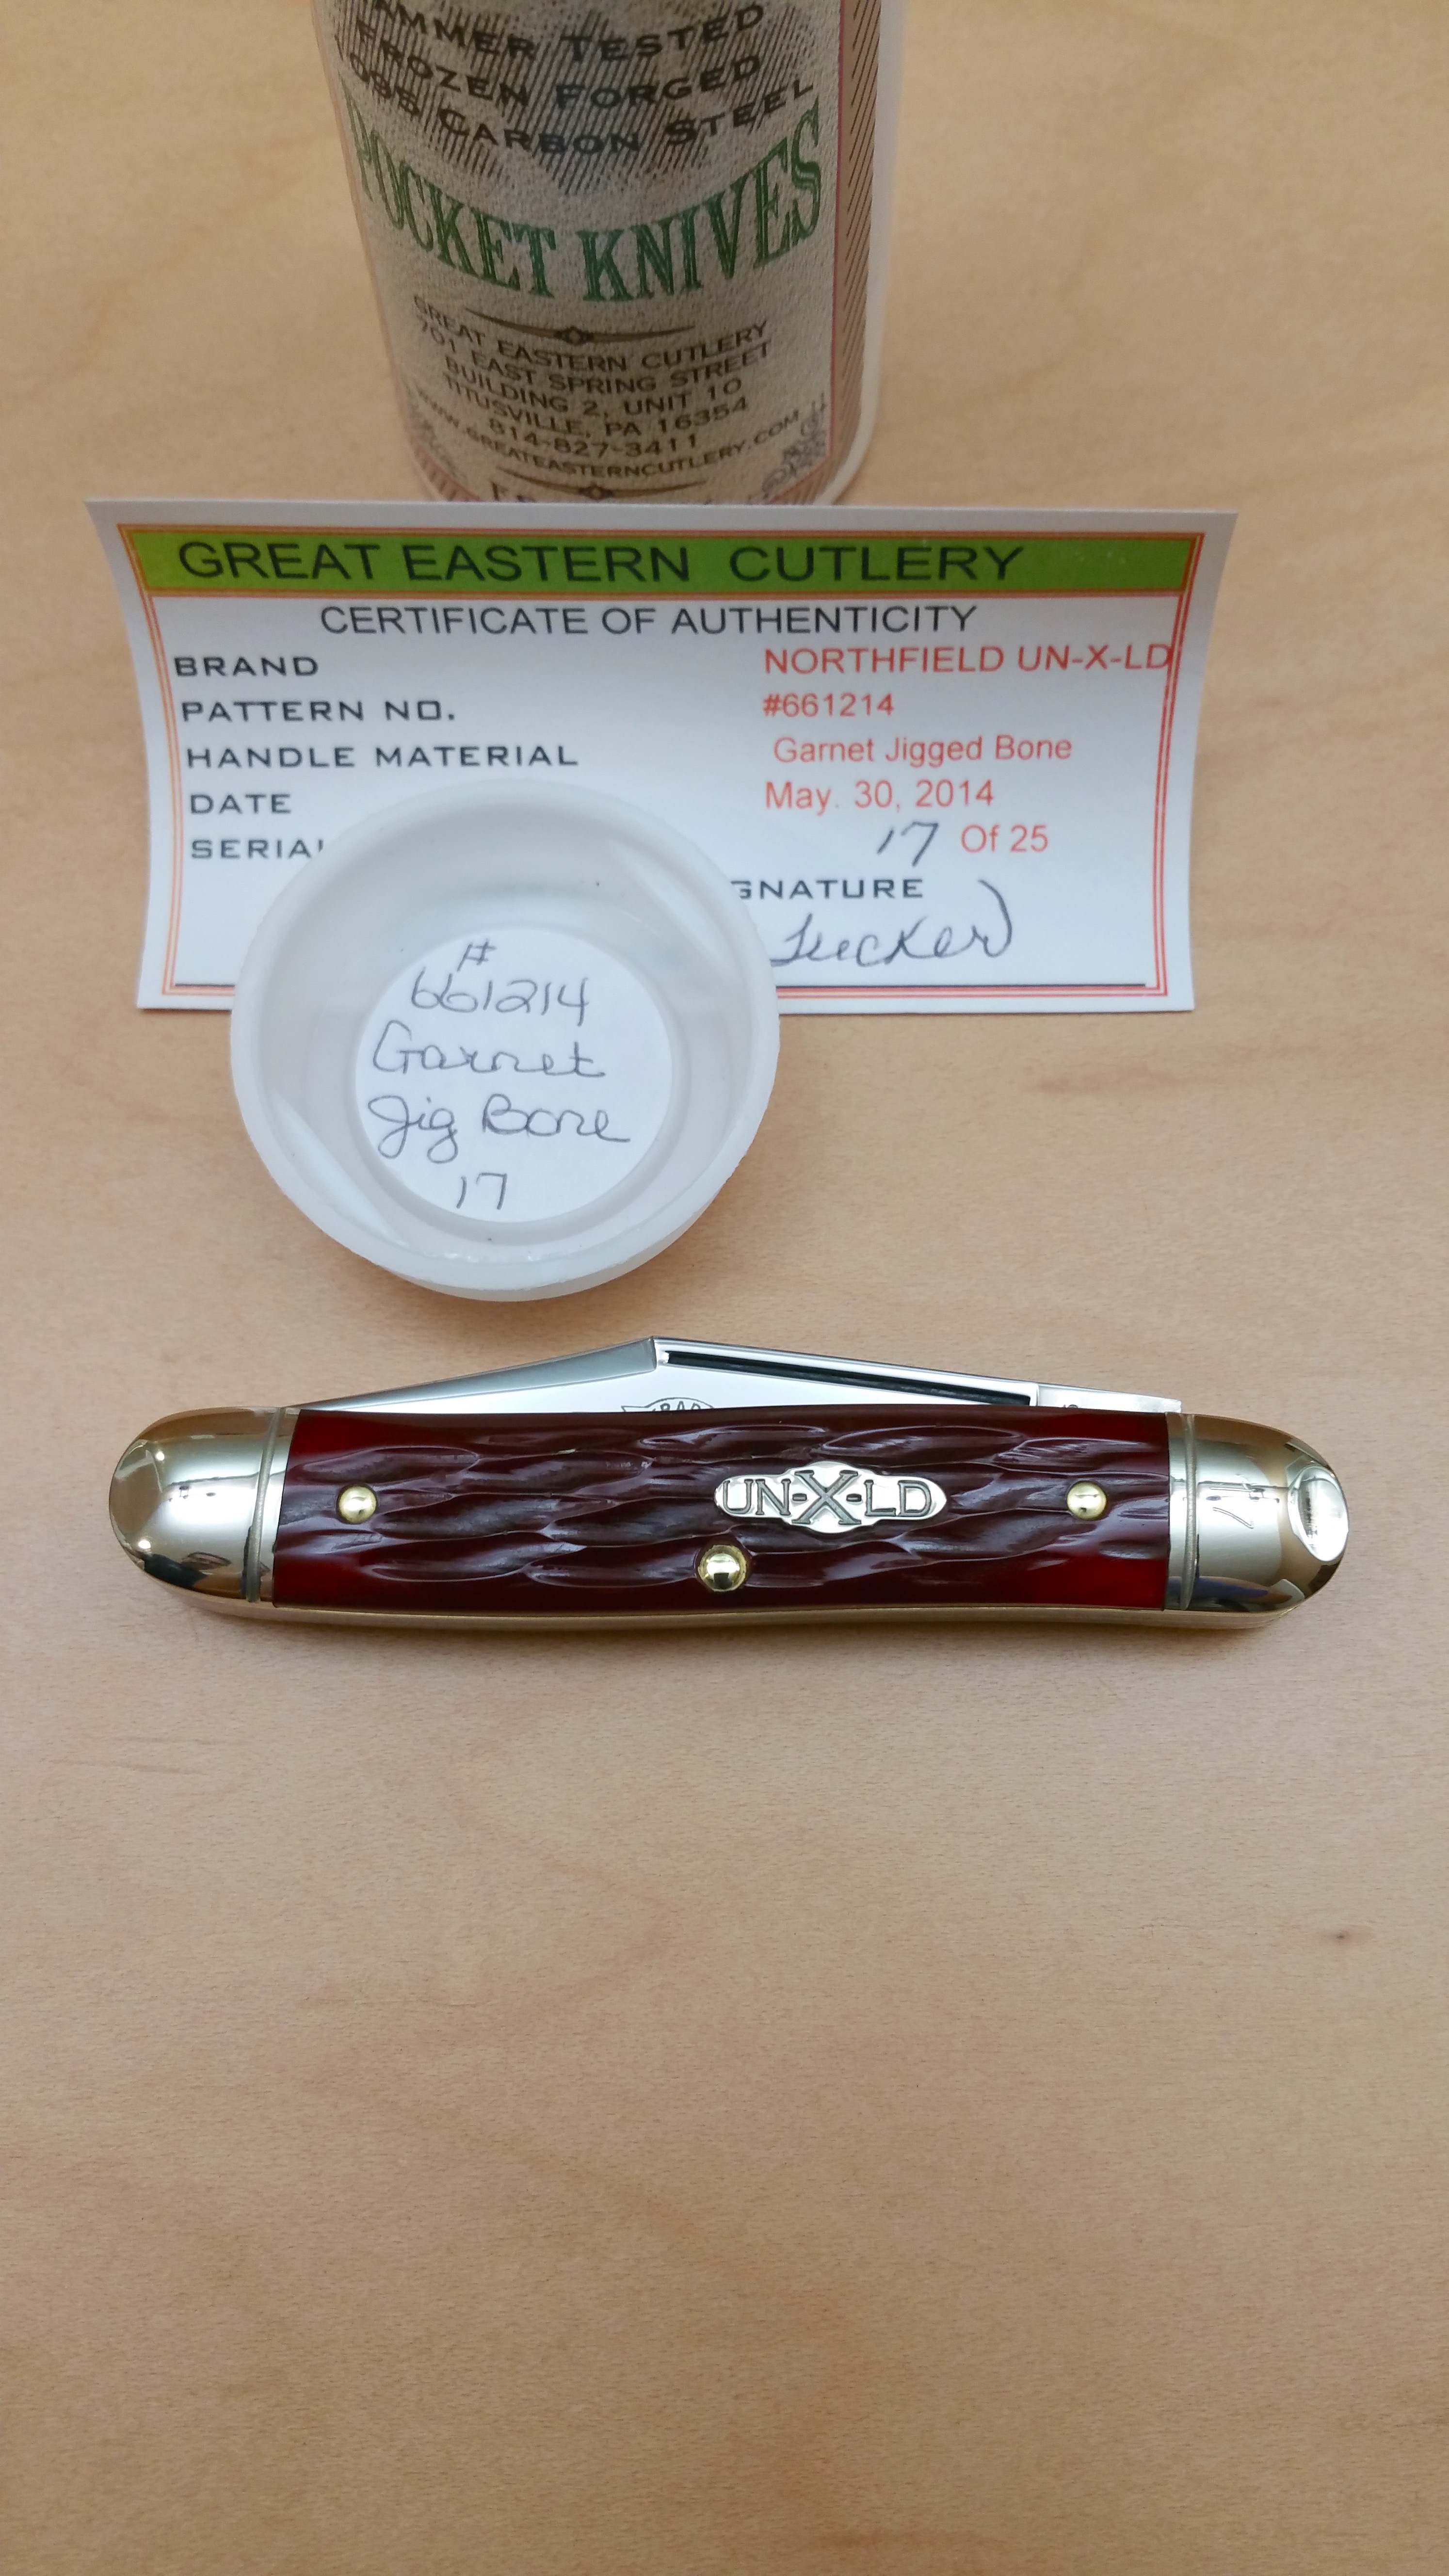 TESTED
FROZEN FORGED
CARBON STEEL
POCKET KNIVES
GREAT EASTERN CUTLERY
701 EAST SPRING STREET
BUILDING 2, UNIT 10
TITUSVILLE, PA 16354
814-827-3411
WWW.GREATEASTERNCUTLERY.COM
GREAT EASTERN CUTLERY
CERTIFICATE OF AUTHENTICITY
BRAND NORTHFIELD UN-X-LD
PATTERN NO. #661214
HANDLE MATERIAL Garnet Jigged Bone
DATE May. 30, 2014
17 Of 25
Tucker
#
661214
Garnet
Jig Bone
17
UN-X-LD
17